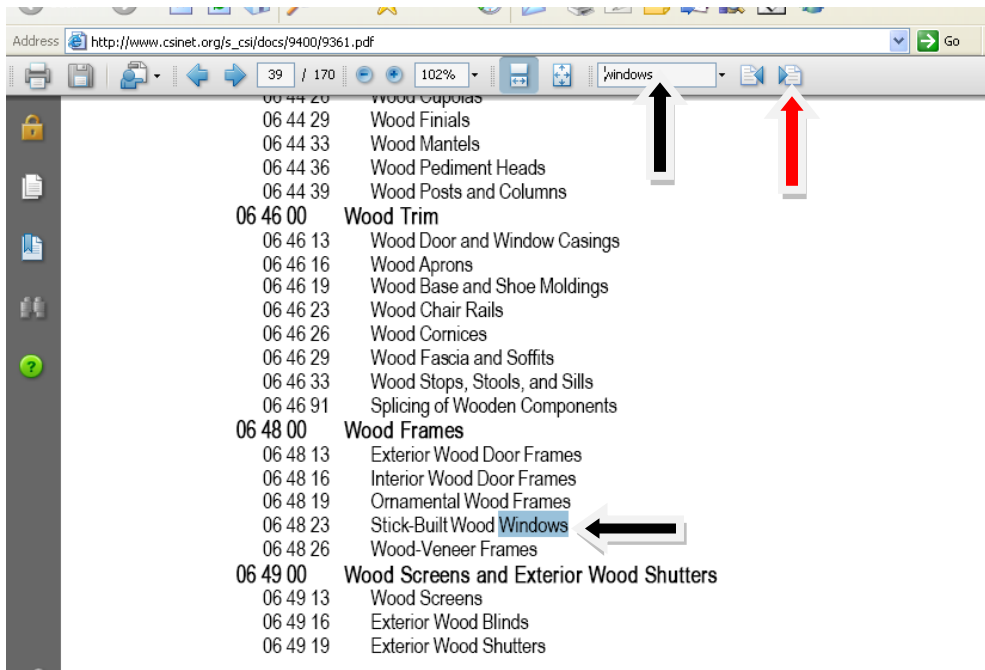 Address http://www.csinet.org/s_csi/docs/9400/9361.pdf Go
39 / 170 102% windows
06 44 26 Wood Cupolas
06 44 29 Wood Finials
06 44 33 Wood Mantels
06 44 36 Wood Pediment Heads
06 44 39 Wood Posts and Columns
06 46 00 Wood Trim
06 46 13 Wood Door and Window Casings
06 46 16 Wood Aprons
06 46 19 Wood Base and Shoe Moldings
06 46 23 Wood Chair Rails
06 46 26 Wood Cornices
06 46 29 Wood Fascia and Soffits
06 46 33 Wood Stops, Stools, and Sills
06 46 91 Splicing of Wooden Components
06 48 00 Wood Frames
06 48 13 Exterior Wood Door Frames
06 48 16 Interior Wood Door Frames
06 48 19 Ornamental Wood Frames
06 48 23 Stick-Built Wood Windows
06 48 26 Wood-Veneer Frames
06 49 00 Wood Screens and Exterior Wood Shutters
06 49 13 Wood Screens
06 49 16 Exterior Wood Blinds
06 49 19 Exterior Wood Shutters